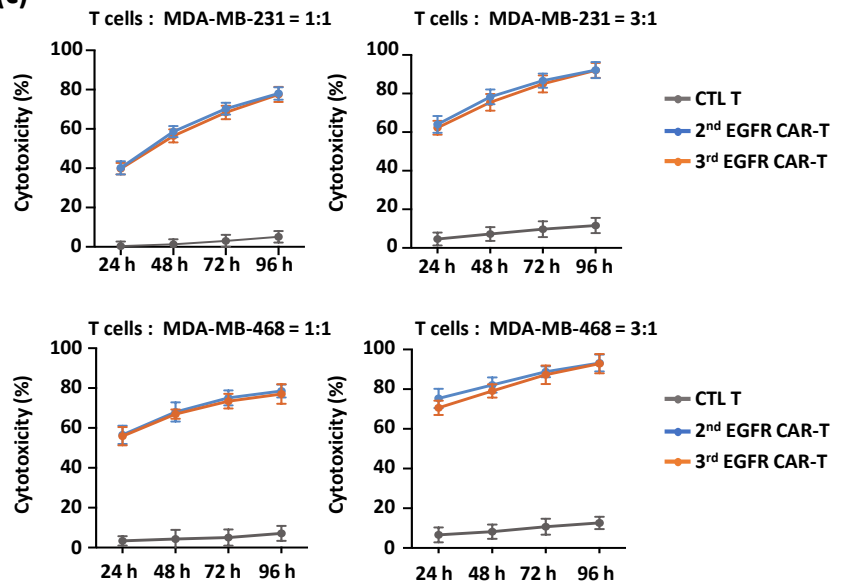 T cells : MDA-MB-231 = 1:1
T cells : MDA-MB-231 = 3:1
Cytotoxicity (%)
100
80
60
40
20
0
24 h 48 h 72 h 96 h
Cytotoxicity (%)
100
80
60
40
20
0
24 h 48 h 72 h 96 h
CTL T
2nd EGFR CAR-T
3rd EGFR CAR-T
T cells : MDA-MB-468 = 1:1
T cells : MDA-MB-468 = 3:1
Cytotoxicity (%)
100
80
60
40
20
0
24 h 48 h 72 h 96 h
Cytotoxicity (%)
100
80
60
40
20
0
24 h 48 h 72 h 96 h
CTL T
2nd EGFR CAR-T
3rd EGFR CAR-T